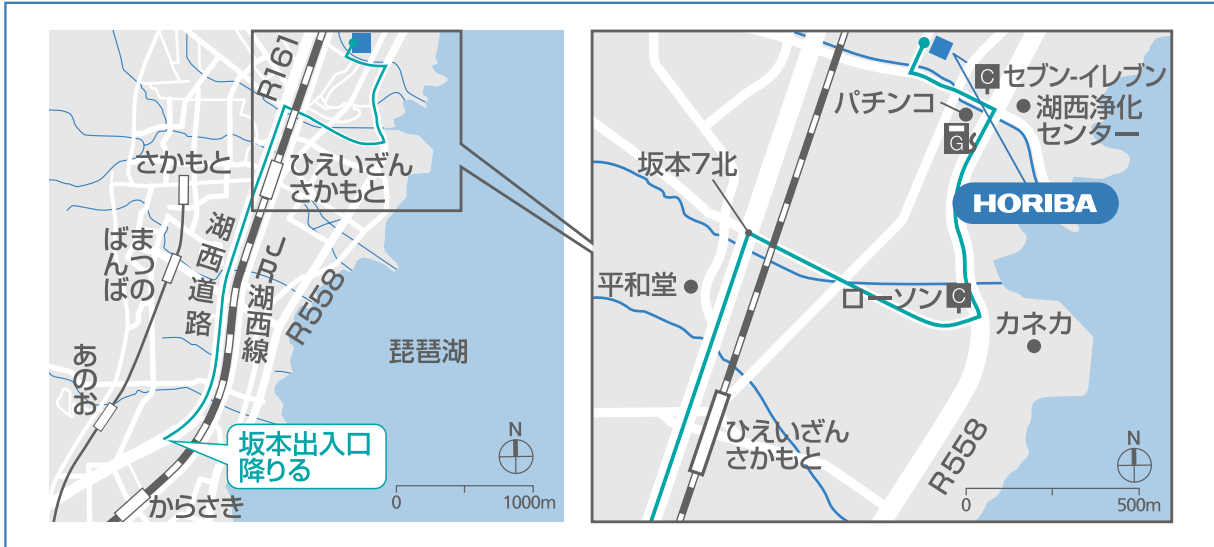 R161
さかもと
ひえいざん
さかもと
まつの
ばんば
湖西道路
JR湖西線
R558
あのお
琵琶湖
坂本出入口
降りる
からさき
N
0
1000m
C
セブン-イレブン
パチンコ
湖西浄化
センター
G
坂本7北
HORIBA
平和堂
ローソン
C
カネカ
ひえいざん
さかもと
R558
N
0
500m